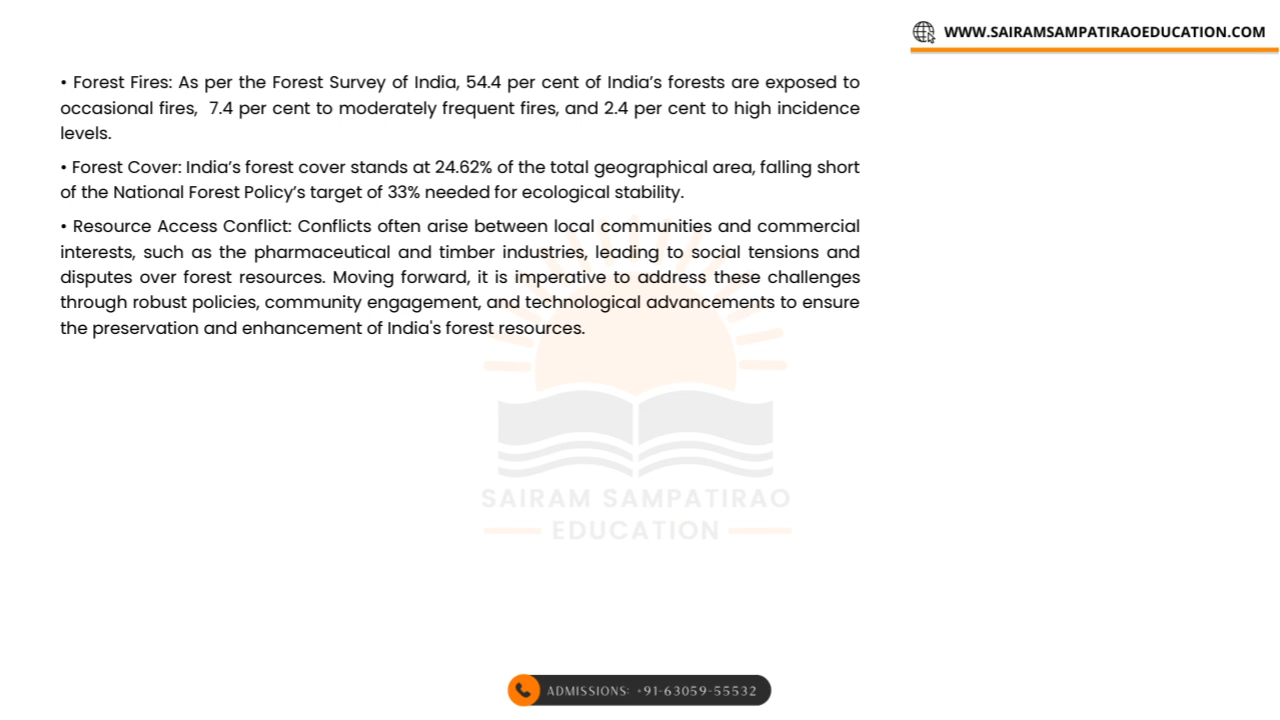 WWW.SAIRAMSAMPATIRAOEDUCATION.COM
• Forest Fires: As per the Forest Survey of India, 54.4 per cent of India’s forests are exposed to
occasional fires,  7.4 per cent to moderately frequent fires, and 2.4 per cent to high incidence
levels.
• Forest Cover: India’s forest cover stands at 24.62% of the total geographical area, falling short
of the National Forest Policy’s target of 33% needed for ecological stability.
• Resource Access Conflict: Conflicts often arise between local communities and commercial
interests, such as the pharmaceutical and timber industries, leading to social tensions and
disputes over forest resources. Moving forward, it is imperative to address these challenges
through robust policies, community engagement, and technological advancements to ensure
the preservation and enhancement of India's forest resources.
SAIRAM SAMPATIRAO
EDUCATION
ADMISSIONS: +91-63059-55532